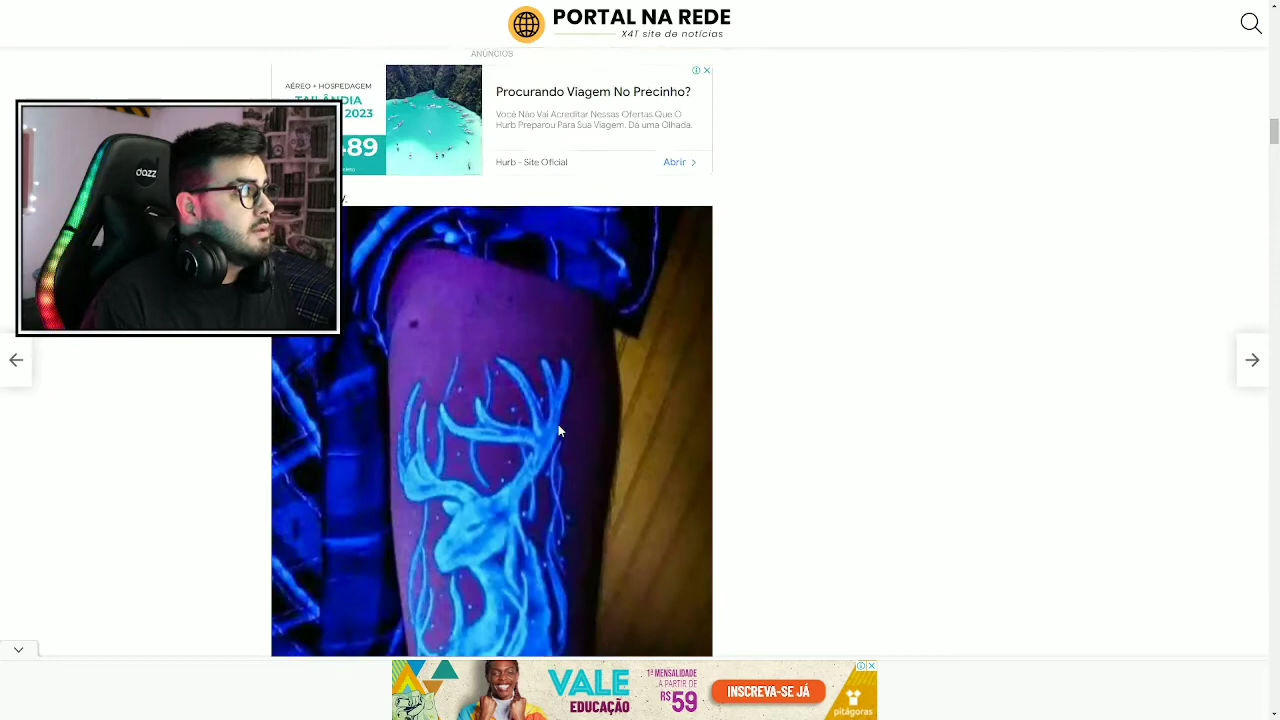 PORTAL NA REDE
X4T site de notícias
ANÚNCIOS
AÉREO + HOSPEDAGEM
2023
89
Procurando Viagem No Precinho?
Você Não Vai Acreditar Nessas Ofertas Que O
Hurb Preparou Para Sua Viagem. Dá uma Olhada.
Hurb - Site Oficial
Abrir
dazz
VALE
EDUCAÇÃO
1ª MENSALIDADE
A PARTIR DE
R$59
INSCREVA-SE JÁ
pitágoras